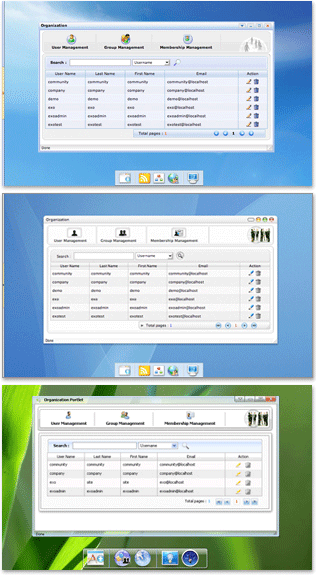 Organization
User Management Group Management Membership Management
Search : Username
User Name Last Name First Name Email Action
community community community community@localhost
company company company company@localhost
demo demo demo demo@localhost
exo exo exo exo@localhost
exoadmin exoadmin exoadmin exoadmin@localhost
exotest exotest exotest exotest@localhost
Total pages : 1 1
Done
Organization
User Management Group Management Membership Management
Search Username
User Name Last Name First Name Email Action
community community community community@localhost
company company company company@localhost
demo demo demo demo@localhost
exo exo exo exo@localhost
exoadmin exoadmin exoadmin exoadmin@localhost
exotest exotest exotest exotest@localhost
Total pages : 1 1
Done
Organization Portlet
User Management Group Management Membership Management
Search : Username
User Name Last Name First Name Email Action
community community community community@localhost
company company company company@localhost
exo site site exo@localhost
exoadmin exoadmin exoadmin exoadmin@localhost
Total pages : 1 1